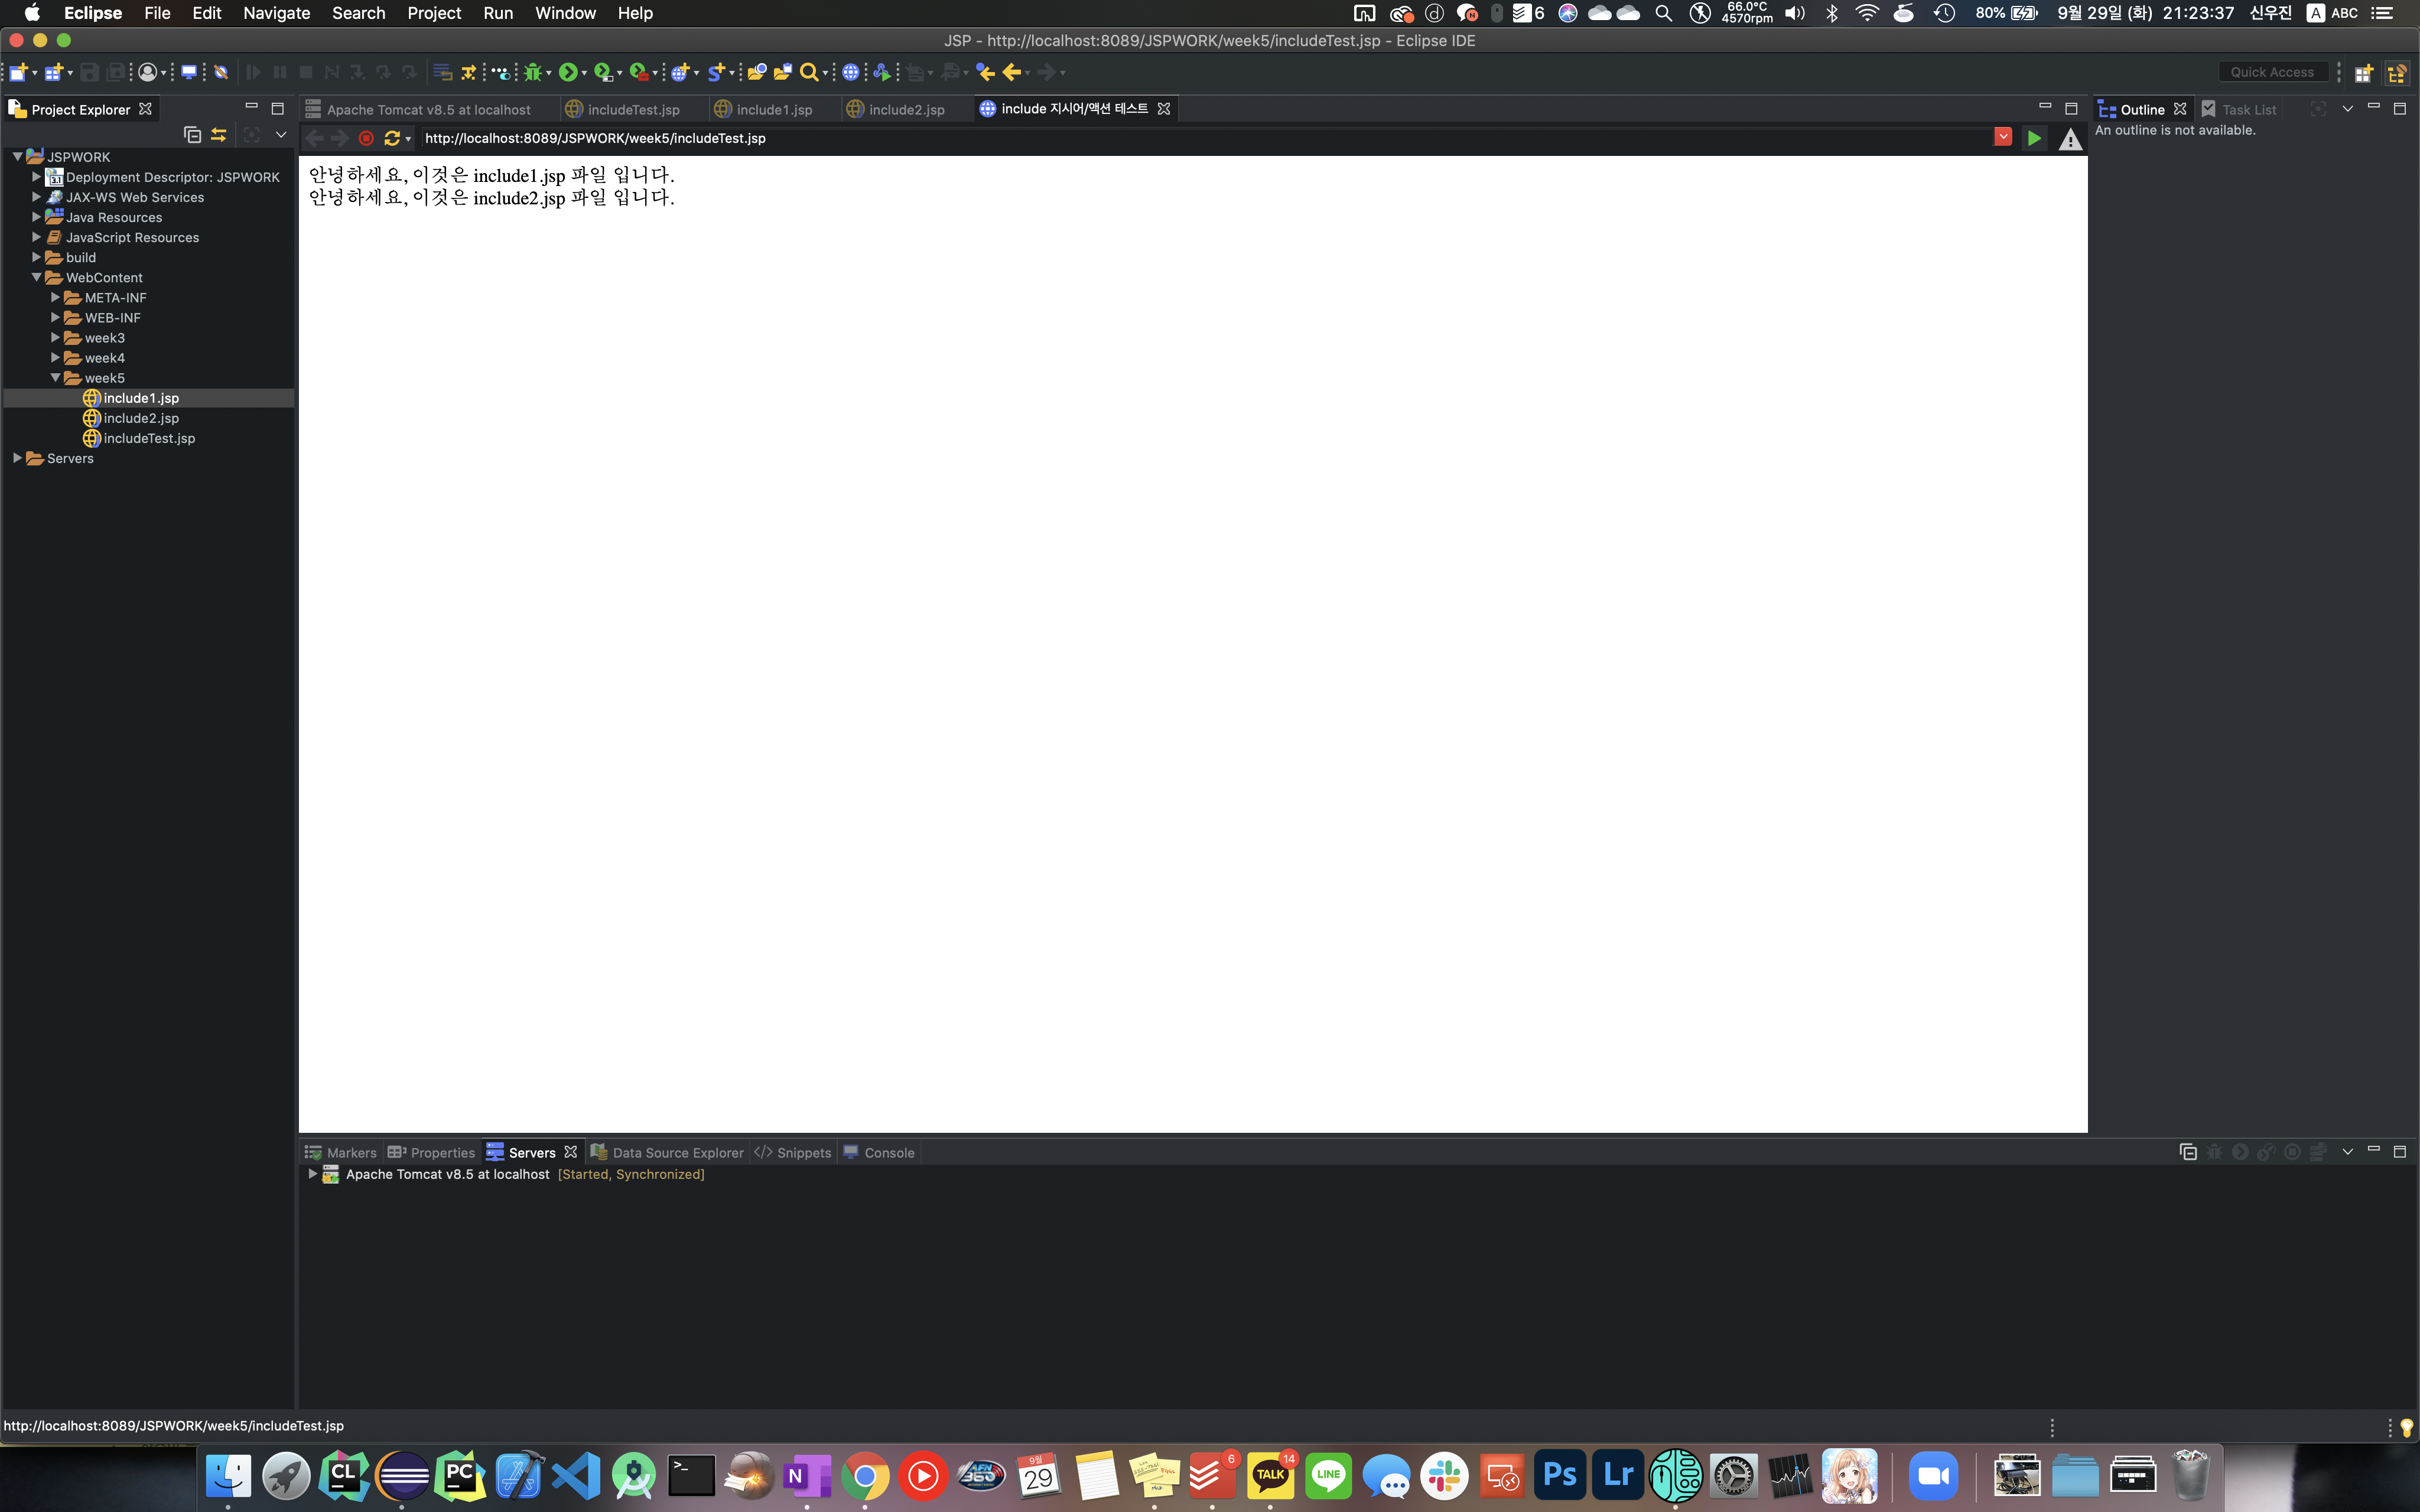 Eclipse File Edit Navigate Search Project Run Window Help
6 66.0°C 4570rpm 80% 9월 29일 (화) 21:23:37 신우진 A ABC
JSP - http://localhost:8089/JSPWORK/week5/includeTest.jsp - Eclipse IDE
Quick Access
Project Explorer
JSPWORK
3.1 Deployment Descriptor: JSPWORK
JAX-WS Web Services
Java Resources
JavaScript Resources
build
WebContent
META-INF
WEB-INF
week3
week4
week5
include1.jsp
include2.jsp
includeTest.jsp
Servers
Apache Tomcat v8.5 at localhost includeTest.jsp include1.jsp include2.jsp include 지시어/액션 테스트
http://localhost:8089/JSPWORK/week5/includeTest.jsp
안녕하세요, 이것은 include1.jsp 파일 입니다.
안녕하세요, 이것은 include2.jsp 파일 입니다.
Outline Task List
An outline is not available.
Markers Properties Servers Data Source Explorer Snippets Console
Apache Tomcat v8.5 at localhost [Started, Synchronized]
http://localhost:8089/JSPWORK/week5/includeTest.jsp
CL PC N AFN 360 9월 29 6 TALK 14 LINE Ps Lr